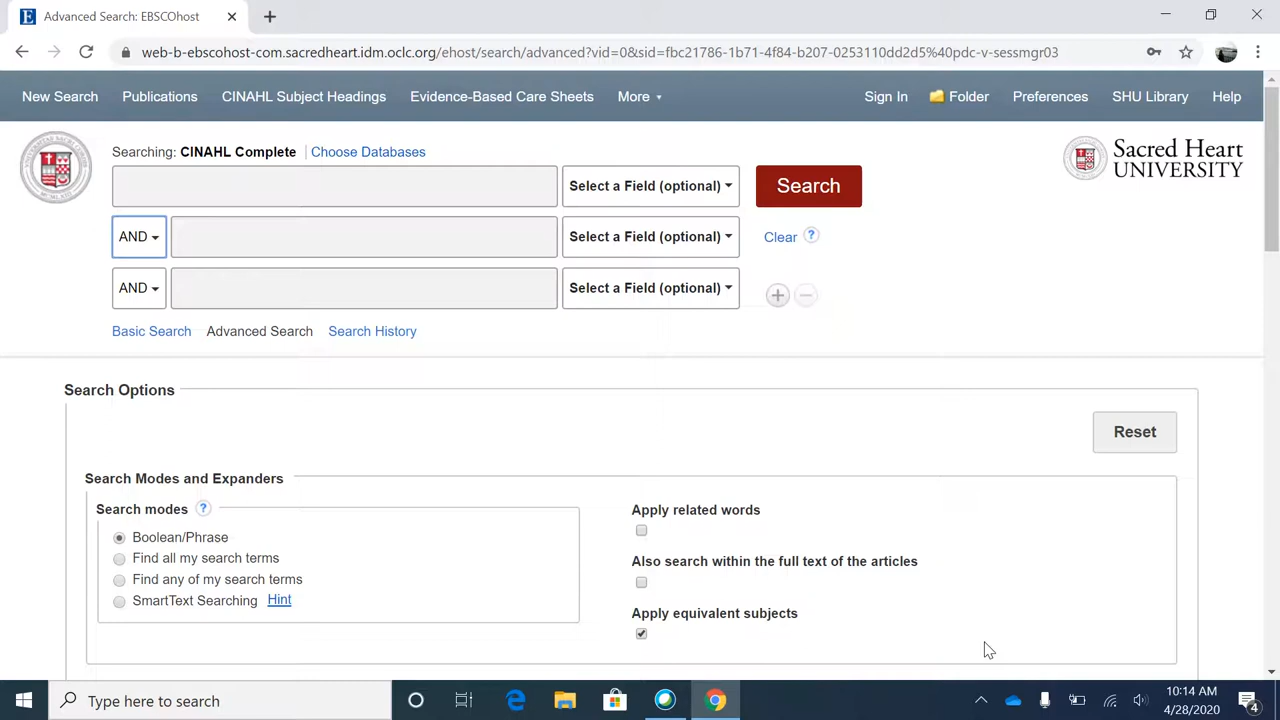 Advanced Search: EBSCOhost
web-b-ebscohost-com.sacredheart.idm.oclc.org/ehost/search/advanced?vid=0&sid=fbc21786-1b71-4f84-b207-0253110dd2d5%40pdc-v-sessmgr03
New Search Publications CINAHL Subject Headings Evidence-Based Care Sheets More Sign In Folder Preferences SHU Library Help
Searching: CINAHL Complete Choose Databases
Sacred Heart
UNIVERSITY
Select a Field (optional) Search
AND Select a Field (optional) Clear ?
AND Select a Field (optional)
Basic Search Advanced Search Search History
Search Options
Reset
Search Modes and Expanders
Search modes ?
Boolean/Phrase
Find all my search terms
Find any of my search terms
SmartText Searching Hint
Apply related words
Also search within the full text of the articles
Apply equivalent subjects
Type here to search
10:14 AM
4/28/2020
4